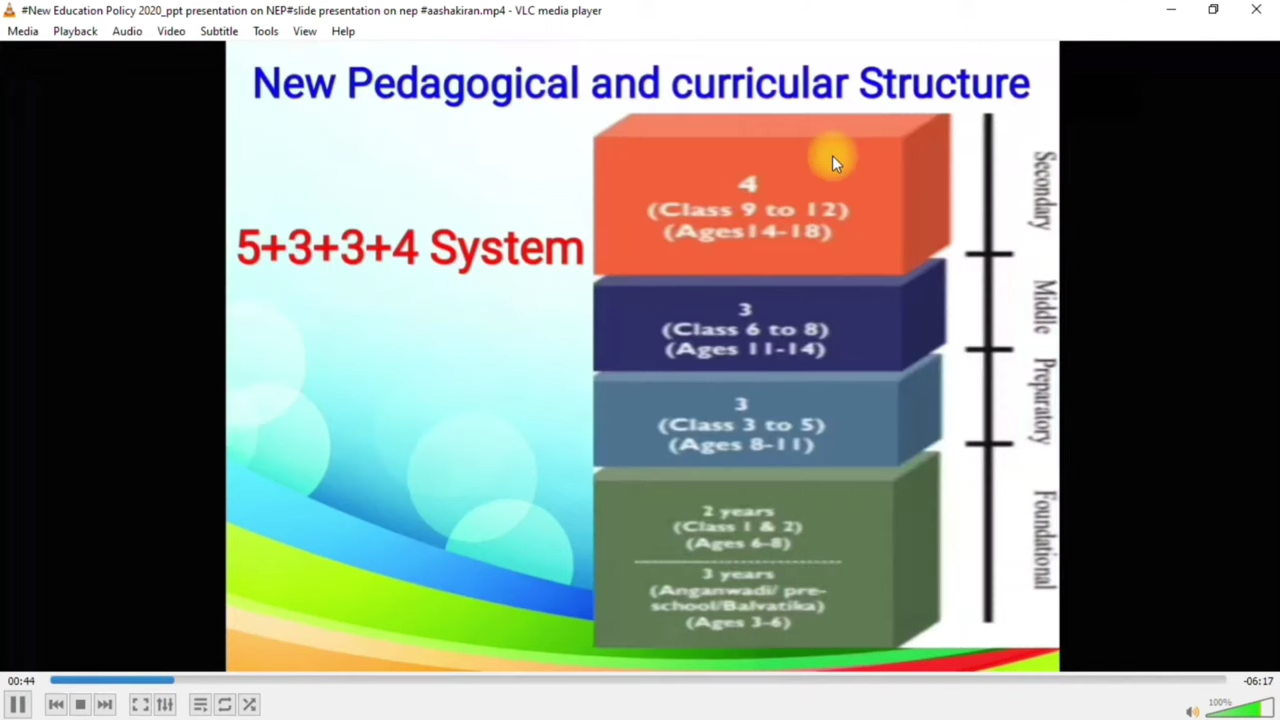 #New Education Policy 2020_ppt presentation on NEP#slide presentation on nep #aashakiran.mp4 - VLC media player
Media Playback Audio Video Subtitle Tools View Help
New Pedagogical and curricular Structure
5+3+3+4 System
4
(Class 9 to 12)
(Ages14-18)
Secondary
3
(Class 6 to 8)
(Ages 11-14)
Middle
3
(Class 3 to 5)
(Ages 8-11)
Preparatory
2 years
(Class 1 & 2)
(Ages 6-8)
3 years
(Anganwadi/ pre-
school/Balvatika)
(Ages 3-6)
Foundational
00:44
-06:17
100%